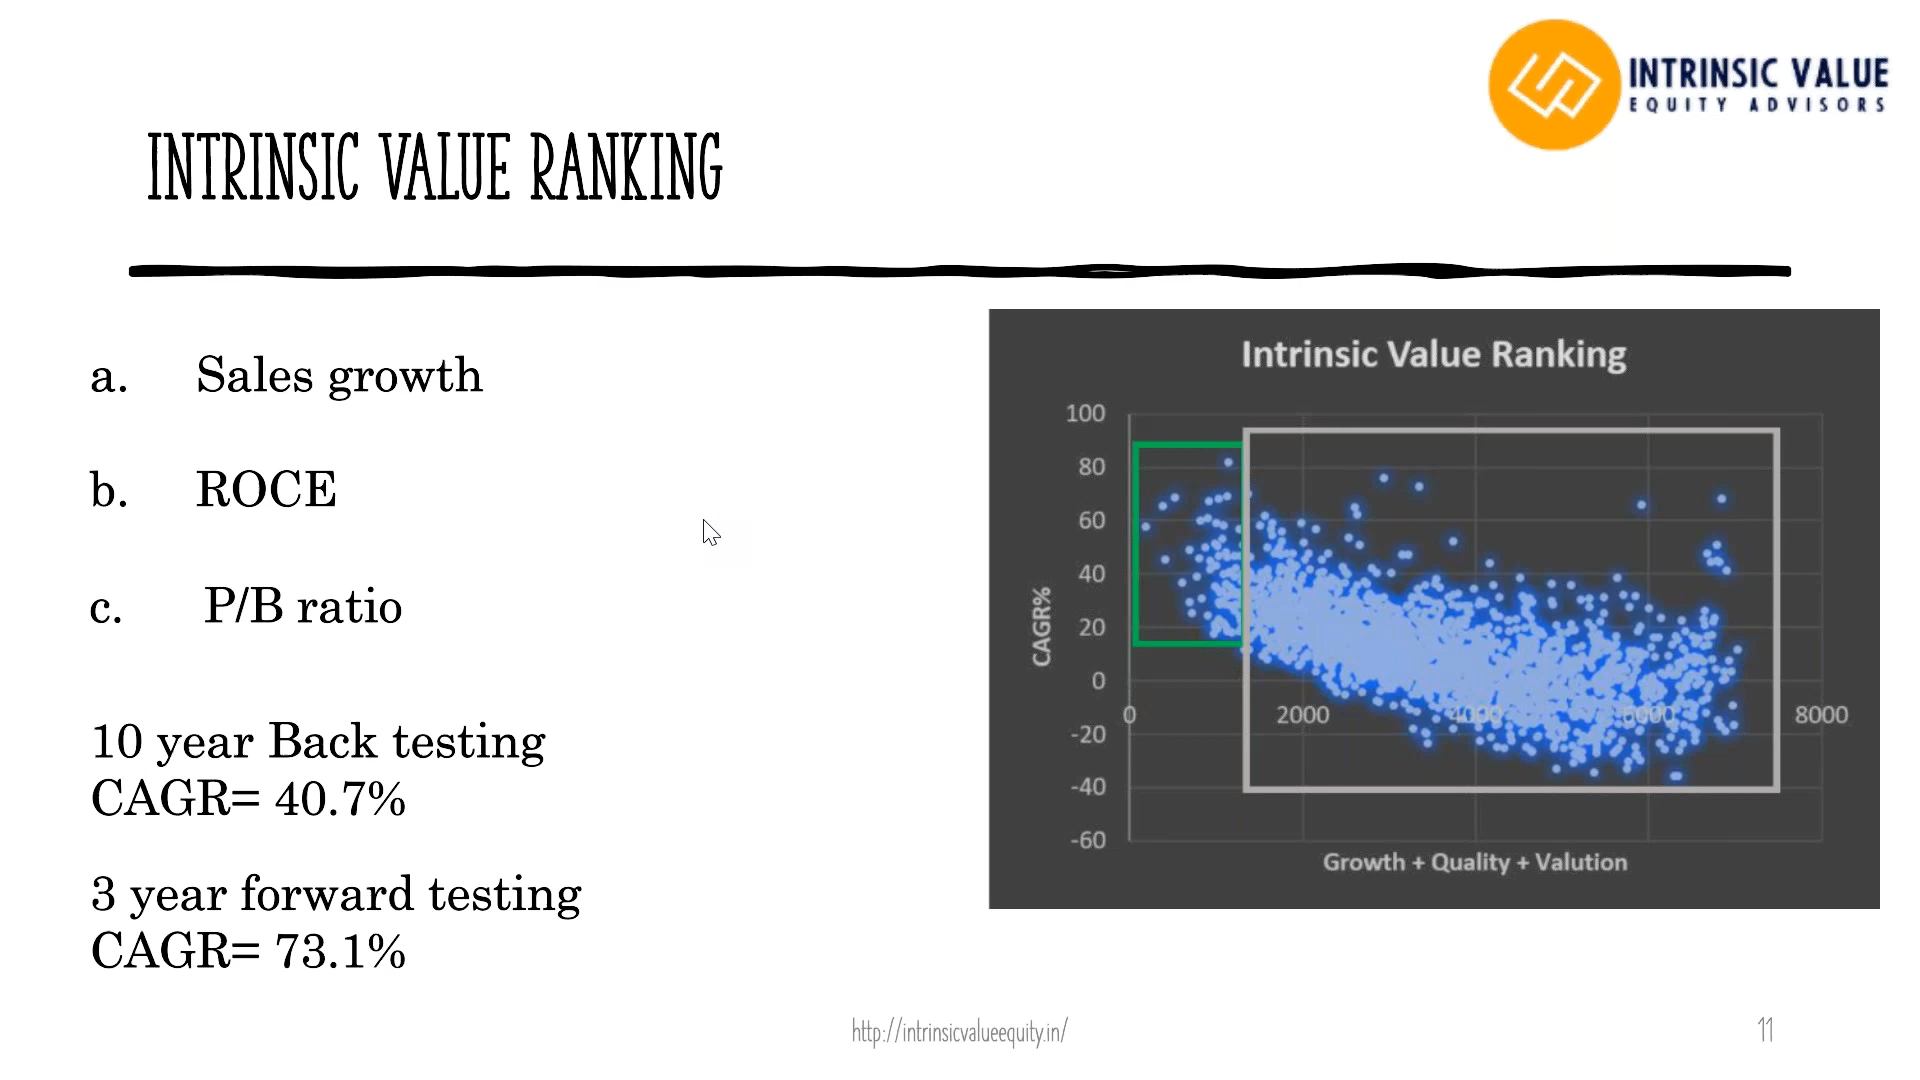 INTRINSIC VALUE
EQUITY ADVISORS
INTRINSIC VALUE RANKING
a. Sales growth
b. ROCE
c. P/B ratio
10 year Back testing
CAGR= 40.7%
3 year forward testing
CAGR= 73.1%
Intrinsic Value Ranking
100
80
60
40
20
0
-20
-40
-60
CAGR%
0 2000 4000 6000 8000
Growth + Quality + Valution
http://intrinsicvalueequity.in/
11